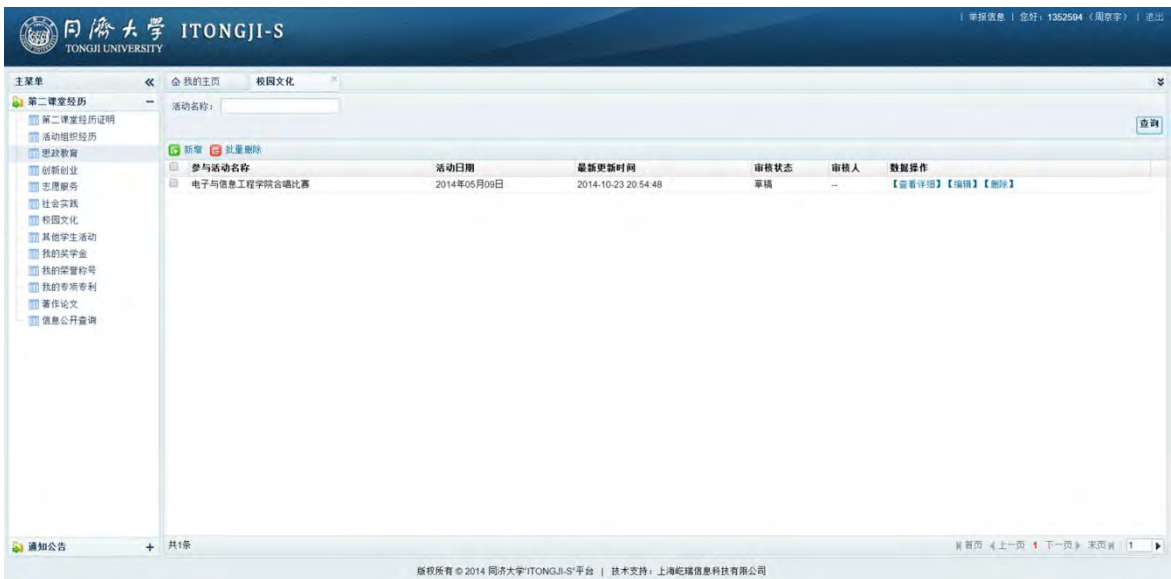 同濟大學 ITONGJI-S
TONGJI UNIVERSITY
| 举报信息 | 您好：1352594 （周京宇） | 退出
主菜单 «
我的主页 校园文化 ×
第二课堂经历 −
第二课堂经历证明
活动组织经历
思政教育
创新创业
志愿服务
社会实践
校园文化
其他学生活动
我的奖学金
我的荣誉称号
我的专项专利
著作论文
信息公开查询
通知公告 +
活动名称：
查询
新增 批量删除
参与活动名称 活动日期 最新更新时间 审核状态 审核人 数据操作
电子与信息工程学院合唱比赛 2014年05月09日 2014-10-23 20:54:48 草稿 -- 【查看详细】【编辑】【删除】
共1条 首页 上一页 1 下一页 末页 1
版权所有 © 2014 同济大学"ITONGJI-S"平台 | 技术支持：上海屹瑞信息科技有限公司